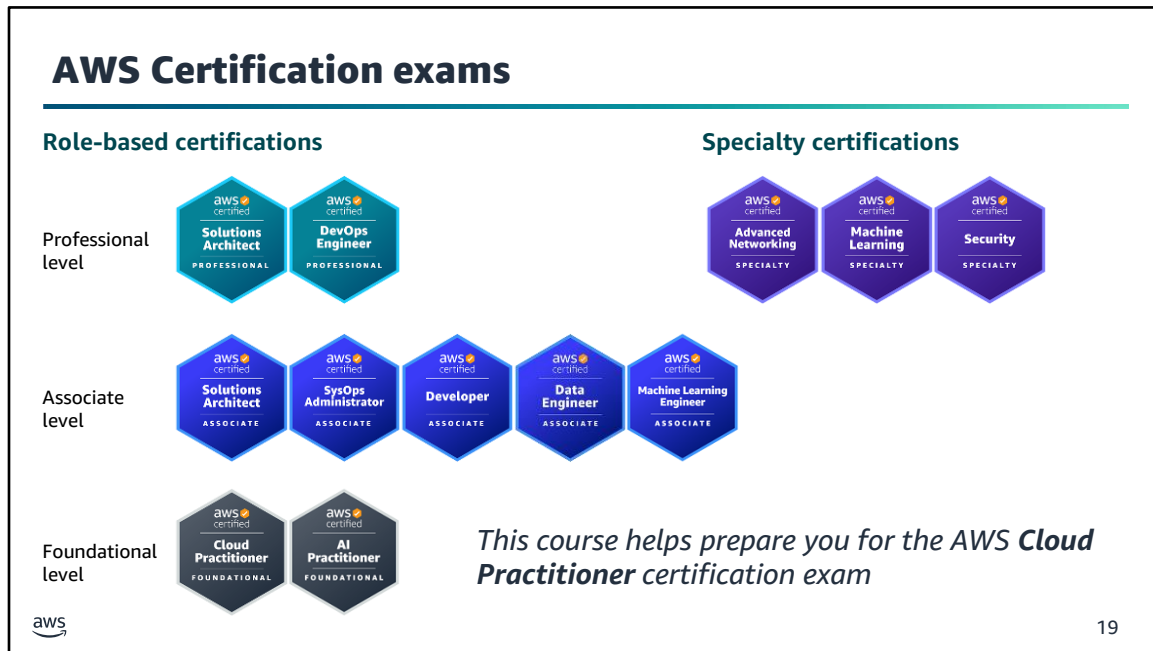 AWS Certification exams
Role-based certifications
Specialty certifications
Professional
level
aws
certified
Solutions
Architect
PROFESSIONAL
aws
certified
DevOps
Engineer
PROFESSIONAL
aws
certified
Advanced
Networking
SPECIALTY
aws
certified
Machine
Learning
SPECIALTY
aws
certified
Security
SPECIALTY
Associate
level
aws
certified
Solutions
Architect
ASSOCIATE
aws
certified
SysOps
Administrator
ASSOCIATE
aws
certified
Developer
ASSOCIATE
aws
certified
Data
Engineer
ASSOCIATE
aws
certified
Machine Learning
Engineer
ASSOCIATE
Foundational
level
aws
certified
Cloud
Practitioner
FOUNDATIONAL
aws
certified
AI
Practitioner
FOUNDATIONAL
This course helps prepare you for the AWS Cloud
Practitioner certification exam
aws
19